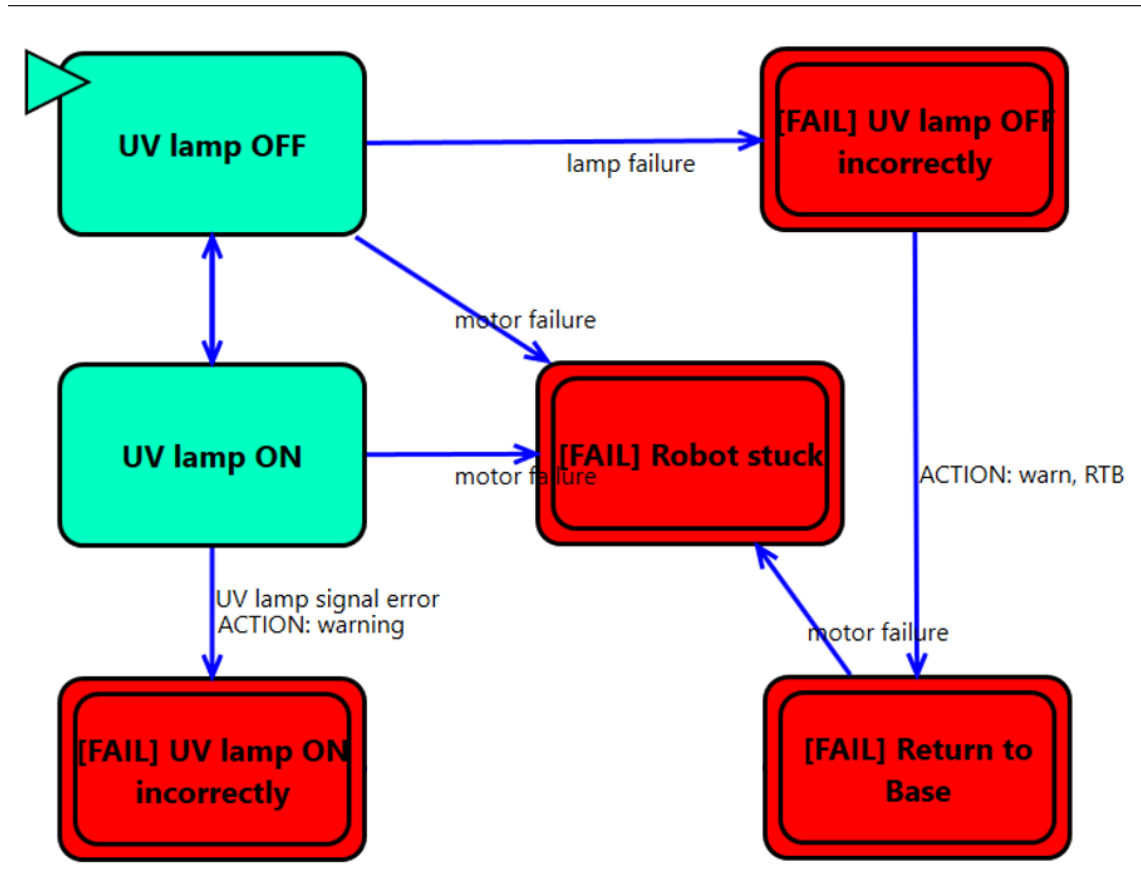 UV lamp OFF
[FAIL] UV lamp OFF
incorrectly
lamp failure
motor failure
UV lamp ON
motor failure
[FAIL] Robot stuck
ACTION: warn, RTB
UV lamp signal error
ACTION: warning
motor failure
[FAIL] UV lamp ON
incorrectly
[FAIL] Return to
Base